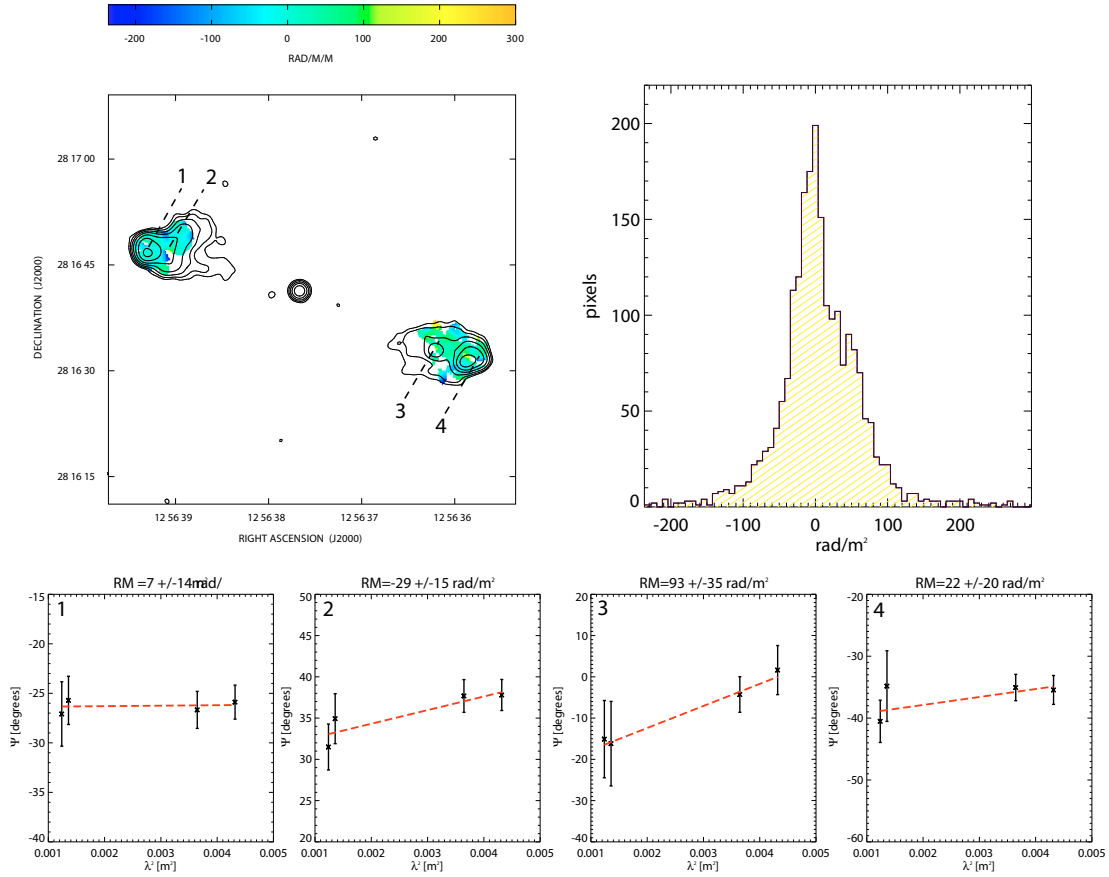 -200 -100 0 100 200 300
RAD/M/M
28 17 00
28 16 45
28 16 30
28 16 15
DECLINATION (J2000)
1 2
3
4
12 56 39 12 56 38 12 56 37 12 56 36
RIGHT ASCENSION (J2000)
200
150
100
50
0
pixels
-200 -100 0 100 200
rad/m²
RM =7 +/-14 rad/m²
1
-15
-20
-25
-30
-35
-40
Ψ [degrees]
0.001 0.002 0.003 0.004 0.005
λ² [m²]
RM=-29 +/-15 rad/m²
2
50
45
40
35
30
25
20
Ψ [degrees]
0.001 0.002 0.003 0.004 0.005
λ² [m²]
RM=93 +/-35 rad/m²
3
20
10
0
-10
-20
-30
-40
Ψ [degrees]
0.001 0.002 0.003 0.004 0.005
λ² [m²]
RM=22 +/-20 rad/m²
4
-20
-30
-40
-50
-60
Ψ [degrees]
0.001 0.002 0.003 0.004 0.005
λ² [m²]